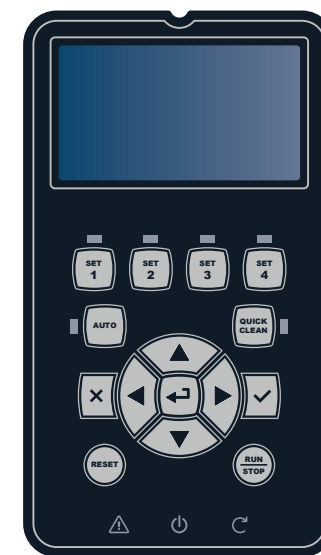 SET
1
SET
2
SET
3
SET
4
AUTO
QUICK
CLEAN
RESET
RUN
STOP